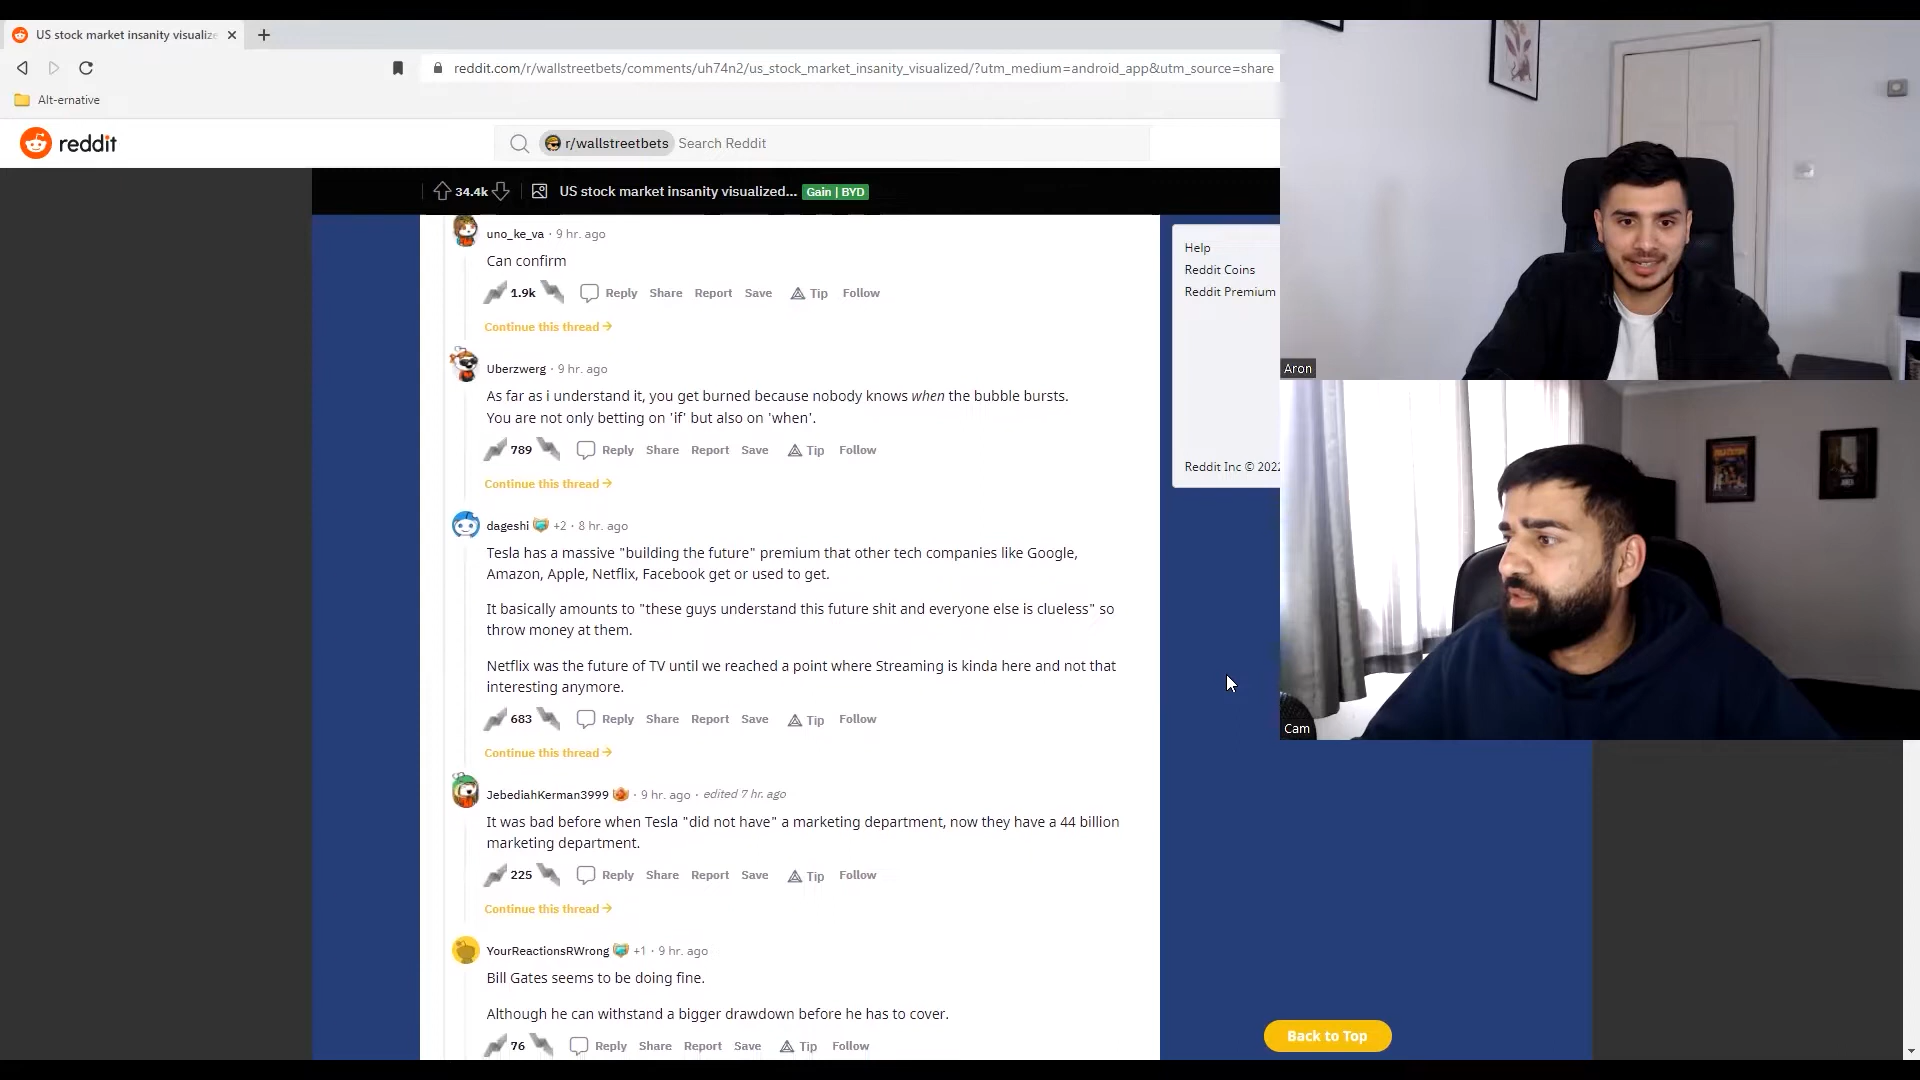 US stock market insanity visualize
reddit.com/r/wallstreetbets/comments/uh74n2/us_stock_market_insanity_visualized/?utm_medium=android_app&utm_source=share
Alt-ernative
reddit
r/wallstreetbets Search Reddit
34.4k US stock market insanity visualized... Gain | BYD
uno_ke_va · 9 hr. ago
Can confirm
1.9k Reply Share Report Save Tip Follow
Continue this thread →
Uberzwerg · 9 hr. ago
As far as i understand it, you get burned because nobody knows when the bubble bursts.
You are not only betting on 'if' but also on 'when'.
789 Reply Share Report Save Tip Follow
Continue this thread →
dageshi +2 · 8 hr. ago
Tesla has a massive "building the future" premium that other tech companies like Google,
Amazon, Apple, Netflix, Facebook get or used to get.
It basically amounts to "these guys understand this future shit and everyone else is clueless" so
throw money at them.
Netflix was the future of TV until we reached a point where Streaming is kinda here and not that
interesting anymore.
683 Reply Share Report Save Tip Follow
Continue this thread →
JebediahKerman3999 · 9 hr. ago · edited 7 hr. ago
It was bad before when Tesla "did not have" a marketing department, now they have a 44 billion
marketing department.
225 Reply Share Report Save Tip Follow
Continue this thread →
YourReactionsRWrong +1 · 9 hr. ago
Bill Gates seems to be doing fine.
Although he can withstand a bigger drawdown before he has to cover.
76 Reply Share Report Save Tip Follow
Help
Reddit Coins
Reddit Premium
Reddit Inc © 2022
Back to Top
Aron
Cam